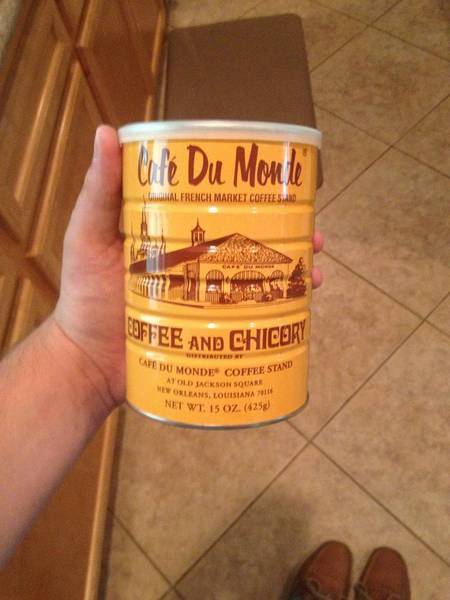 Café Du Monde®
ORIGINAL FRENCH MARKET COFFEE STAND
CAFE DU MONDE
COFFEE AND CHICORY
DISTRIBUTED BY
CAFÉ DU MONDE® COFFEE STAND
AT OLD JACKSON SQUARE
NEW ORLEANS, LOUISIANA 70116
NET WT. 15 OZ. (425g)